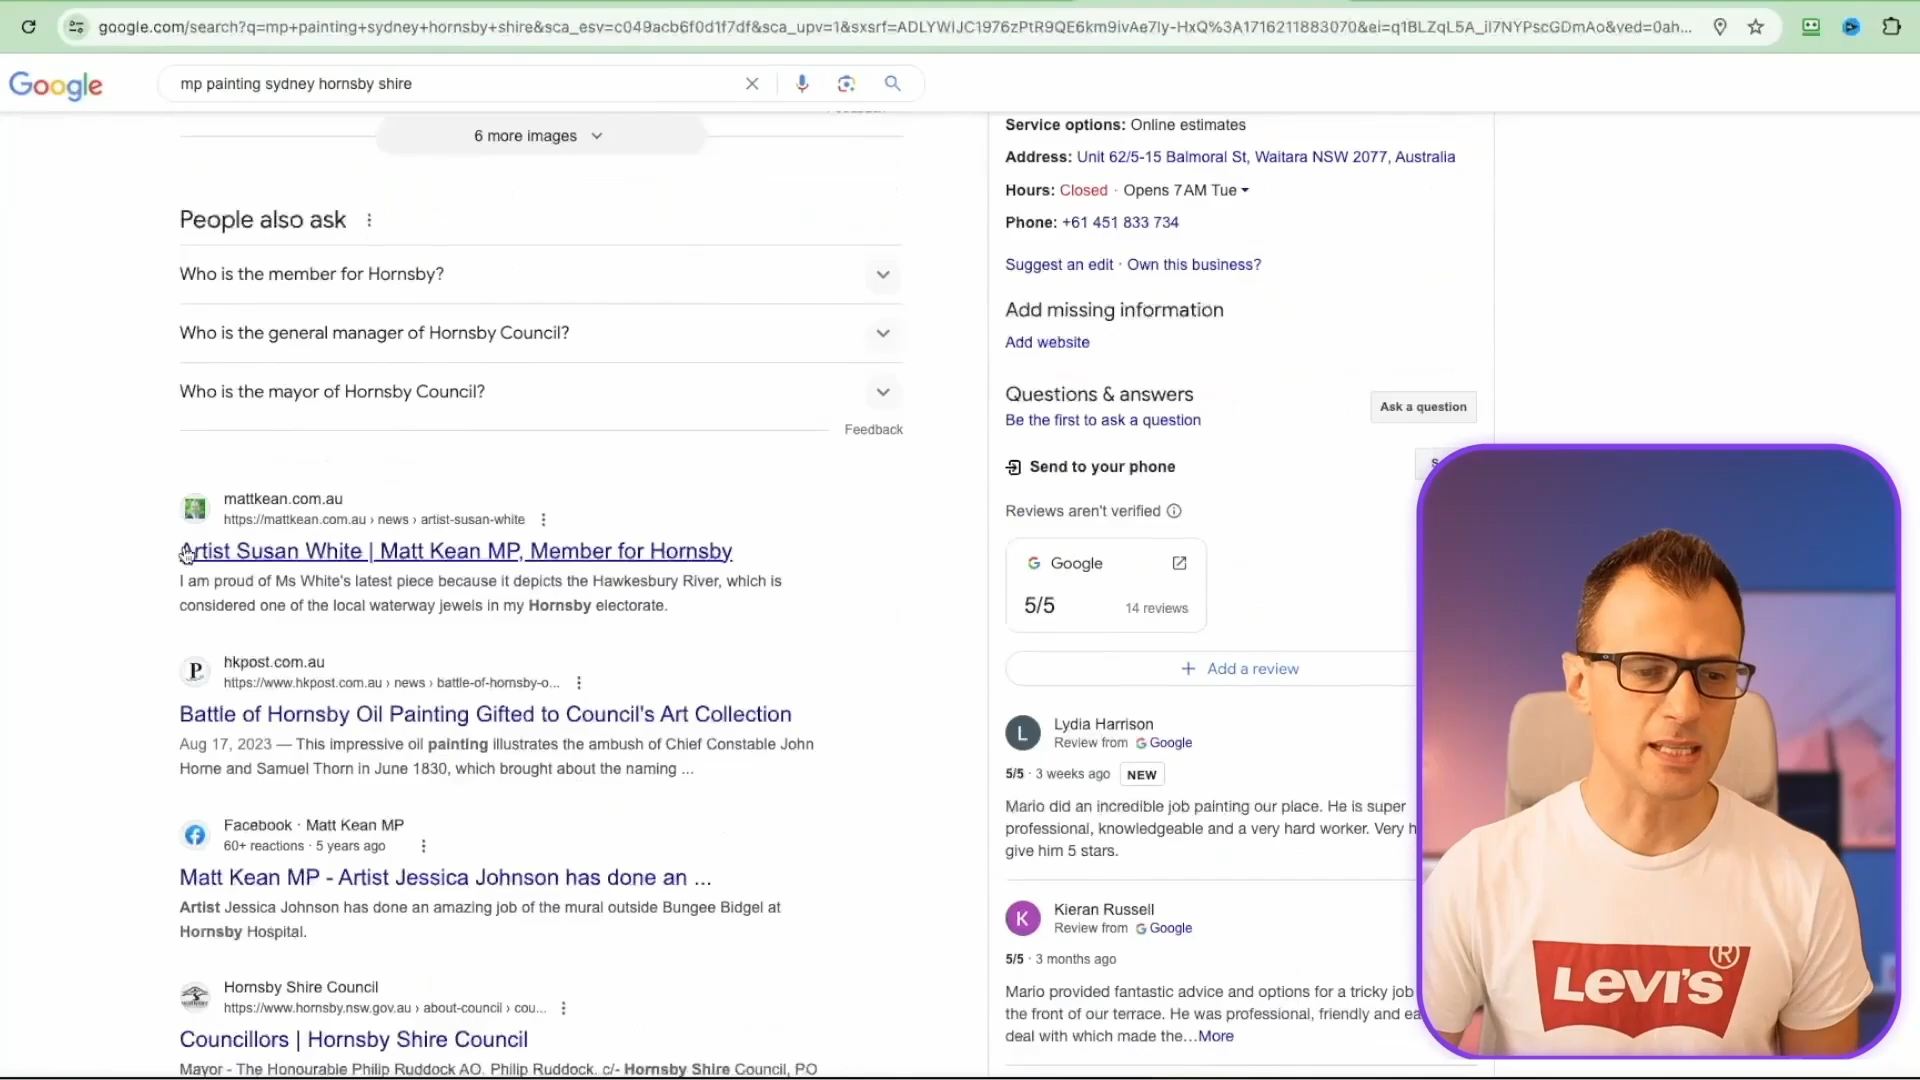 google.com/search?q=mp+painting+sydney+hornsby+shire&sca_esv=c049acb6f0d1f7df&sca_upv=1&sxsrf=ADLYWIJC1976zPtR9QE6km9ivAe7Iy-HxQ%3A1716211883070&ei=q1BLZqL5A_il7NYPscGDmAo&ved=0ah...
Google
mp painting sydney hornsby shire
6 more images
People also ask
Who is the member for Hornsby?
Who is the general manager of Hornsby Council?
Who is the mayor of Hornsby Council?
Feedback
mattkean.com.au
https://mattkean.com.au › news › artist-susan-white
Artist Susan White | Matt Kean MP, Member for Hornsby
I am proud of Ms White's latest piece because it depicts the Hawkesbury River, which is
considered one of the local waterway jewels in my Hornsby electorate.
P
hkpost.com.au
https://www.hkpost.com.au › news › battle-of-hornsby-o...
Battle of Hornsby Oil Painting Gifted to Council's Art Collection
Aug 17, 2023 — This impressive oil painting illustrates the ambush of Chief Constable John
Horne and Samuel Thorn in June 1830, which brought about the naming ...
Facebook · Matt Kean MP
60+ reactions · 5 years ago
Matt Kean MP - Artist Jessica Johnson has done an ...
Artist Jessica Johnson has done an amazing job of the mural outside Bungee Bidgel at
Hornsby Hospital.
Hornsby Shire Council
https://www.hornsby.nsw.gov.au › about-council › cou...
Councillors | Hornsby Shire Council
Mayor - The Honourable Philip Ruddock AO. Philip Ruddock. c/- Hornsby Shire Council, PO
Service options: Online estimates
Address: Unit 62/5-15 Balmoral St, Waitara NSW 2077, Australia
Hours: Closed · Opens 7 AM Tue
Phone: +61 451 833 734
Suggest an edit · Own this business?
Add missing information
Add website
Questions & answers
Be the first to ask a question
Ask a question
Send to your phone
Reviews aren't verified
Google
5/5
14 reviews
+ Add a review
L
Lydia Harrison
Review from Google
5/5 · 3 weeks ago NEW
Mario did an incredible job painting our place. He is super
professional, knowledgeable and a very hard worker. Very h
give him 5 stars.
K
Kieran Russell
Review from Google
5/5 · 3 months ago
Mario provided fantastic advice and options for a tricky job
the front of our terrace. He was professional, friendly and ea
deal with which made the...More
LEVI'S